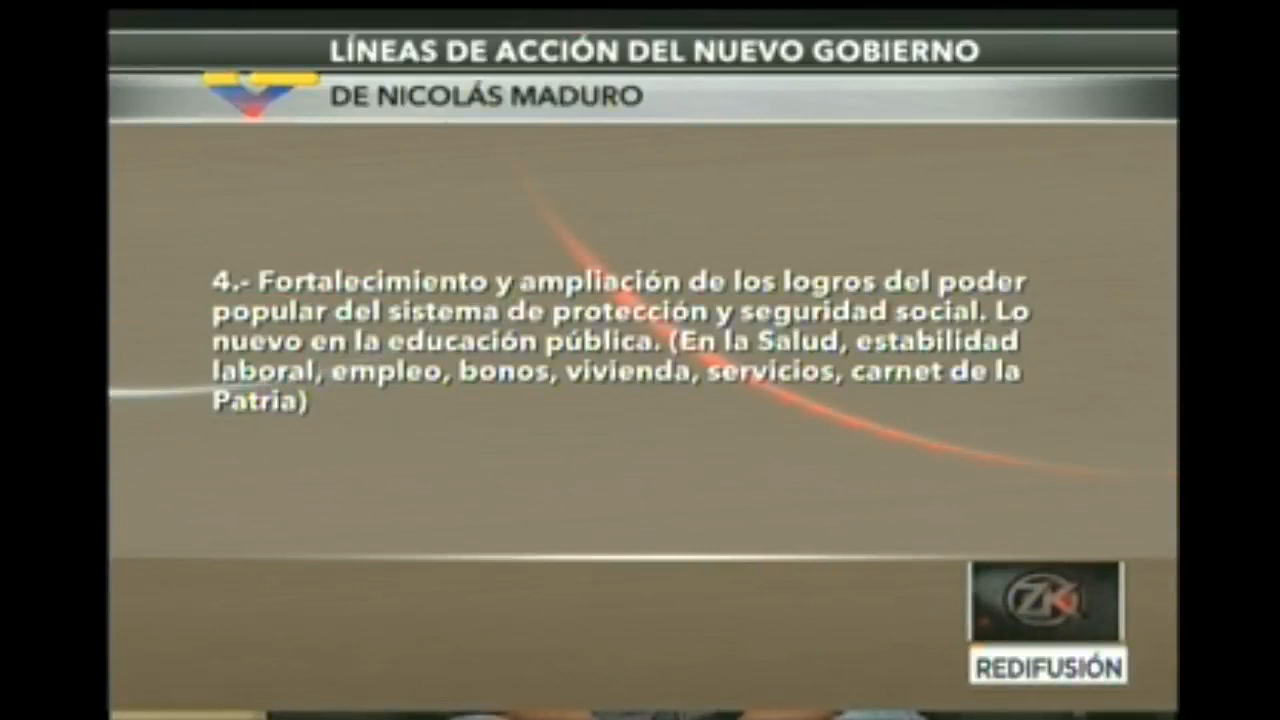 LÍNEAS DE ACCIÓN DEL NUEVO GOBIERNO
DE NICOLÁS MADURO
4.- Fortalecimiento y ampliación de los logros del poder
popular del sistema de protección y seguridad social. Lo
nuevo en la educación pública. (En la Salud, estabilidad
laboral, empleo, bonos, vivienda, servicios, carnet de la
Patria)
ZK
REDIFUSIÓN